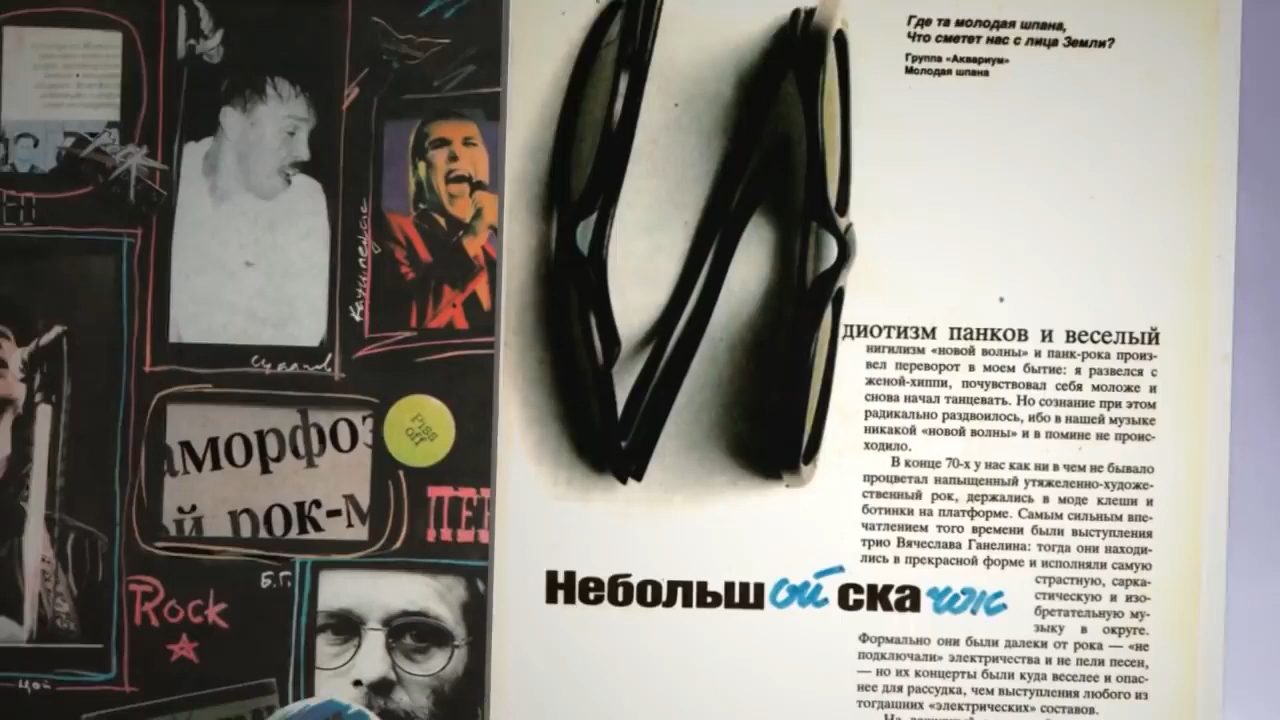 Сукачев
Цой
аморфоз
ей рок-м
Piss
off
ПЕР
Rock
Б.Г.
Где та молодая шпана,
Что сметет нас с лица Земли?
Группа «Аквариум»
Молодая шпана
диотизм панков и веселый
нигилизм «новой волны» и панк-рока произ-
вел переворот в моем бытие: я развелся с
женой-хиппи, почувствовал себя моложе и
снова начал танцевать. Но сознание при этом
радикально раздвоилось, ибо в нашей музыке
никакой «новой волны» и в помине не проис-
ходило.
В конце 70-х у нас как ни в чем не бывало
процветал напыщенный утяжеленно-художе-
ственный рок, держались в моде клеши и
ботинки на платформе. Самым сильным впе-
чатлением того времени были выступления
трио Вячеслава Ганелина: тогда они находи-
лись в прекрасной форме и исполняли самую
страстную, сарка-
стическую и изо-
бретательную му-
зыку в округе.
Формально они были далеки от рока — «не
подключали» электричества и не пели песен,
— но их концерты были куда веселее и опас-
нее для рассудка, чем выступления любого из
тогдашних «электрических» составов.
Небольшой скачок